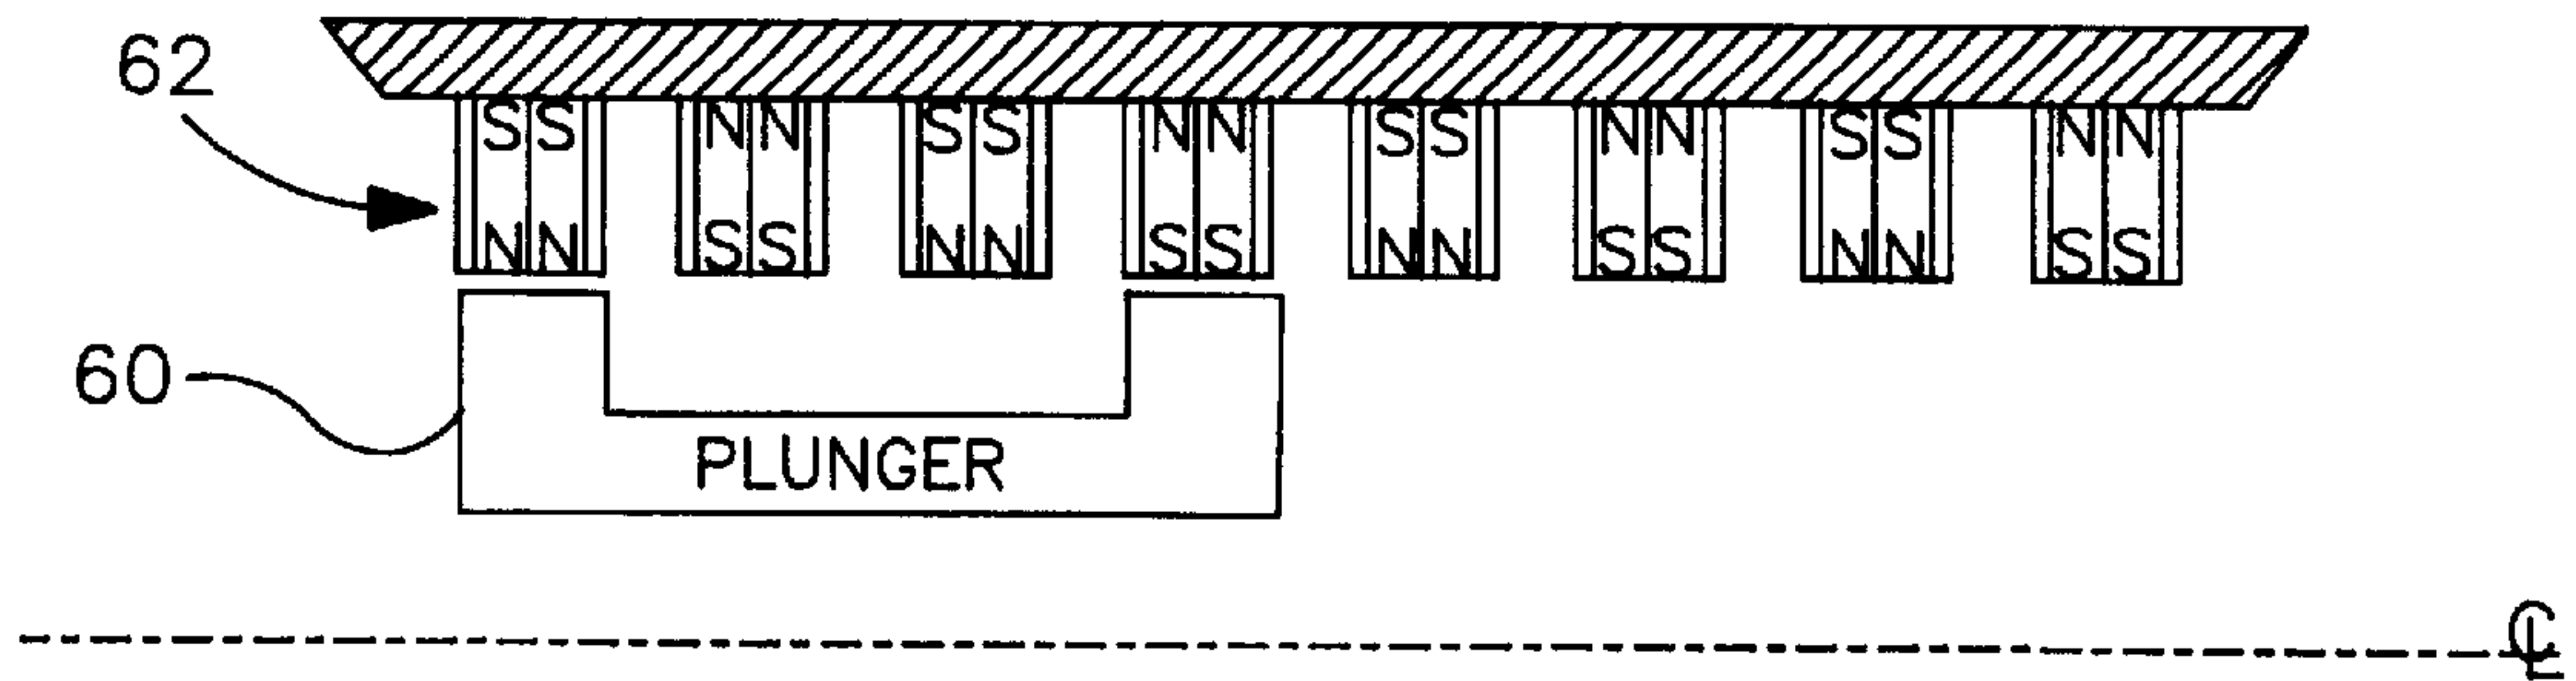 62
SS NN SS NN SS NN SS NN
NN SS NN SS NN SS NN SS
60
PLUNGER
℄